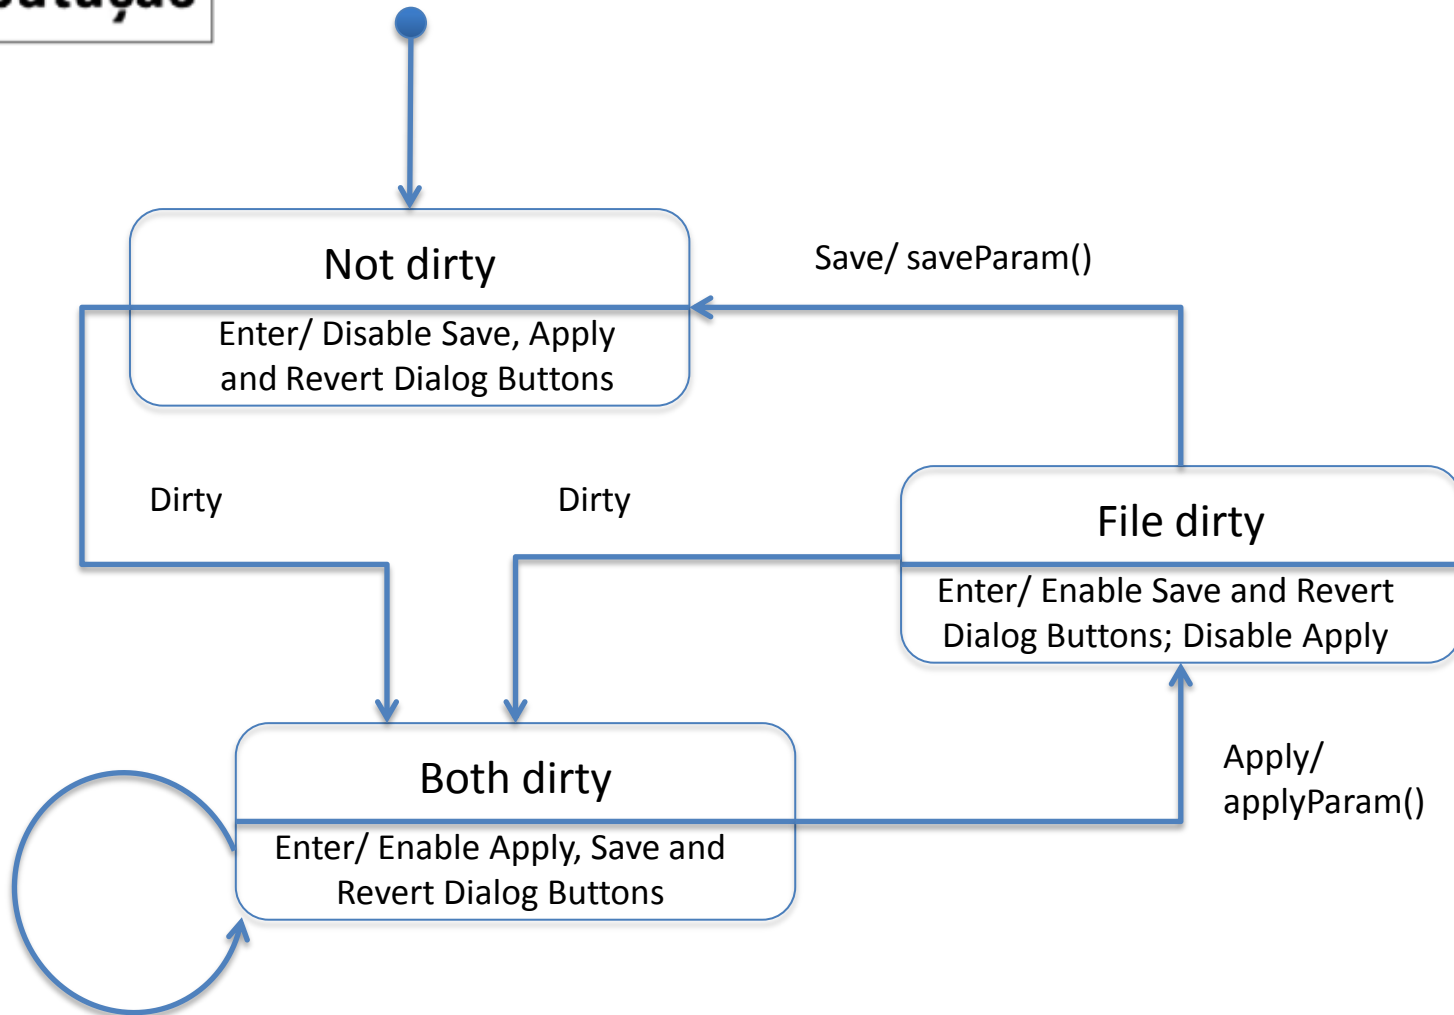 Not dirty
Enter/ Disable Save, Apply
and Revert Dialog Buttons
Save/ saveParam()
Dirty
Dirty
File dirty
Enter/ Enable Save and Revert
Dialog Buttons; Disable Apply
Both dirty
Enter/ Enable Apply, Save and
Revert Dialog Buttons
Apply/
applyParam()